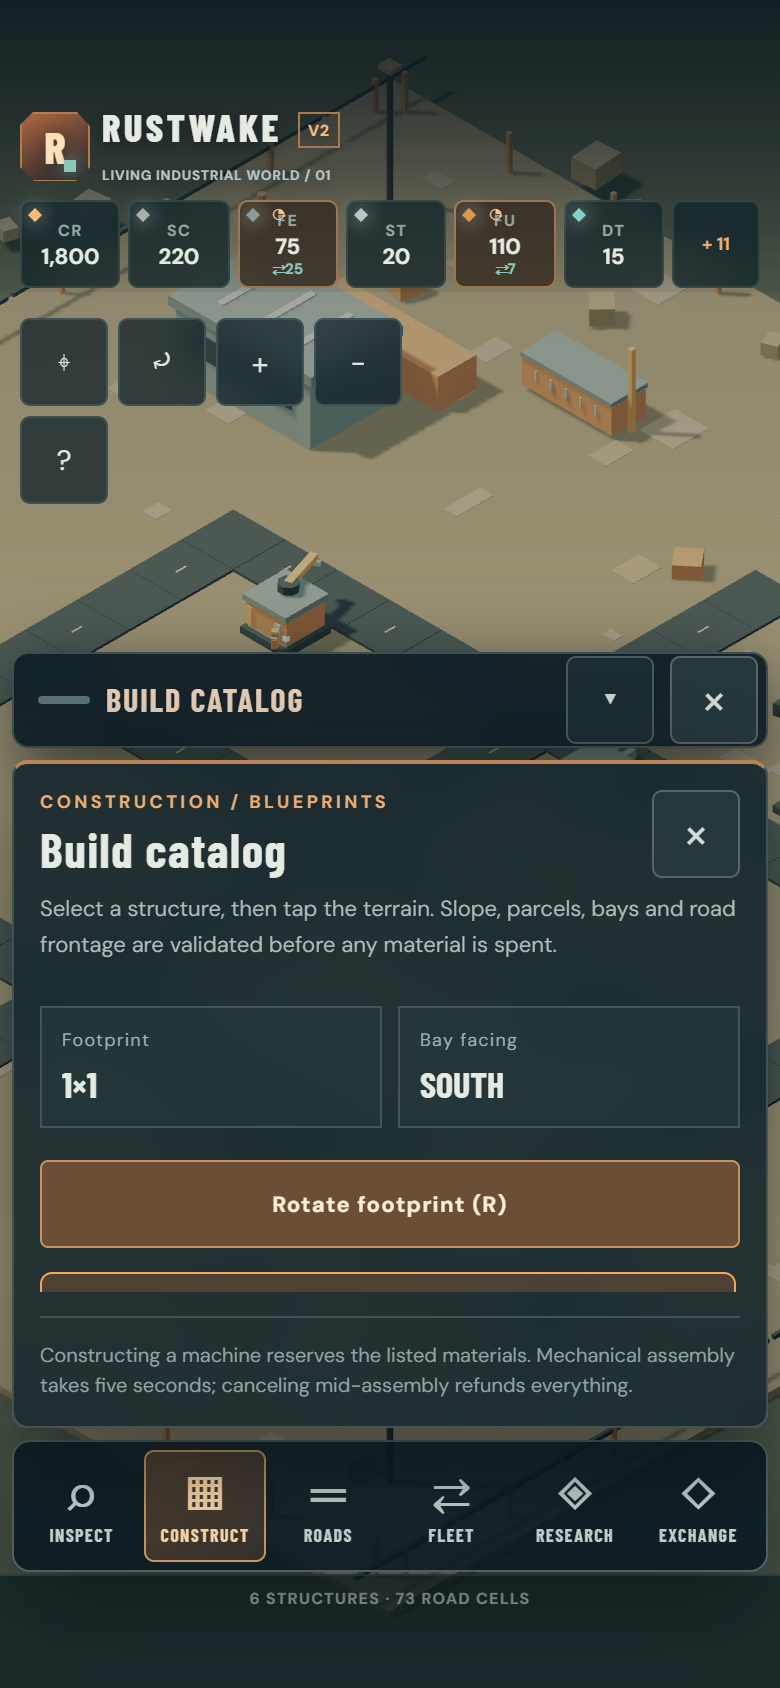 R
RUSTWAKE V2
LIVING INDUSTRIAL WORLD / 01
CR
1,800
SC
220
FE
75
⇄25
ST
20
FU
110
⇄7
DT
15
+ 11
+
−
?
BUILD CATALOG
▼
×
CONSTRUCTION / BLUEPRINTS
×
Build catalog
Select a structure, then tap the terrain. Slope, parcels, bays and road
frontage are validated before any material is spent.
Footprint
1×1
Bay facing
SOUTH
Rotate footprint (R)
Constructing a machine reserves the listed materials. Mechanical assembly
takes five seconds; canceling mid-assembly refunds everything.
INSPECT
CONSTRUCT
ROADS
FLEET
RESEARCH
EXCHANGE
6 STRUCTURES · 73 ROAD CELLS